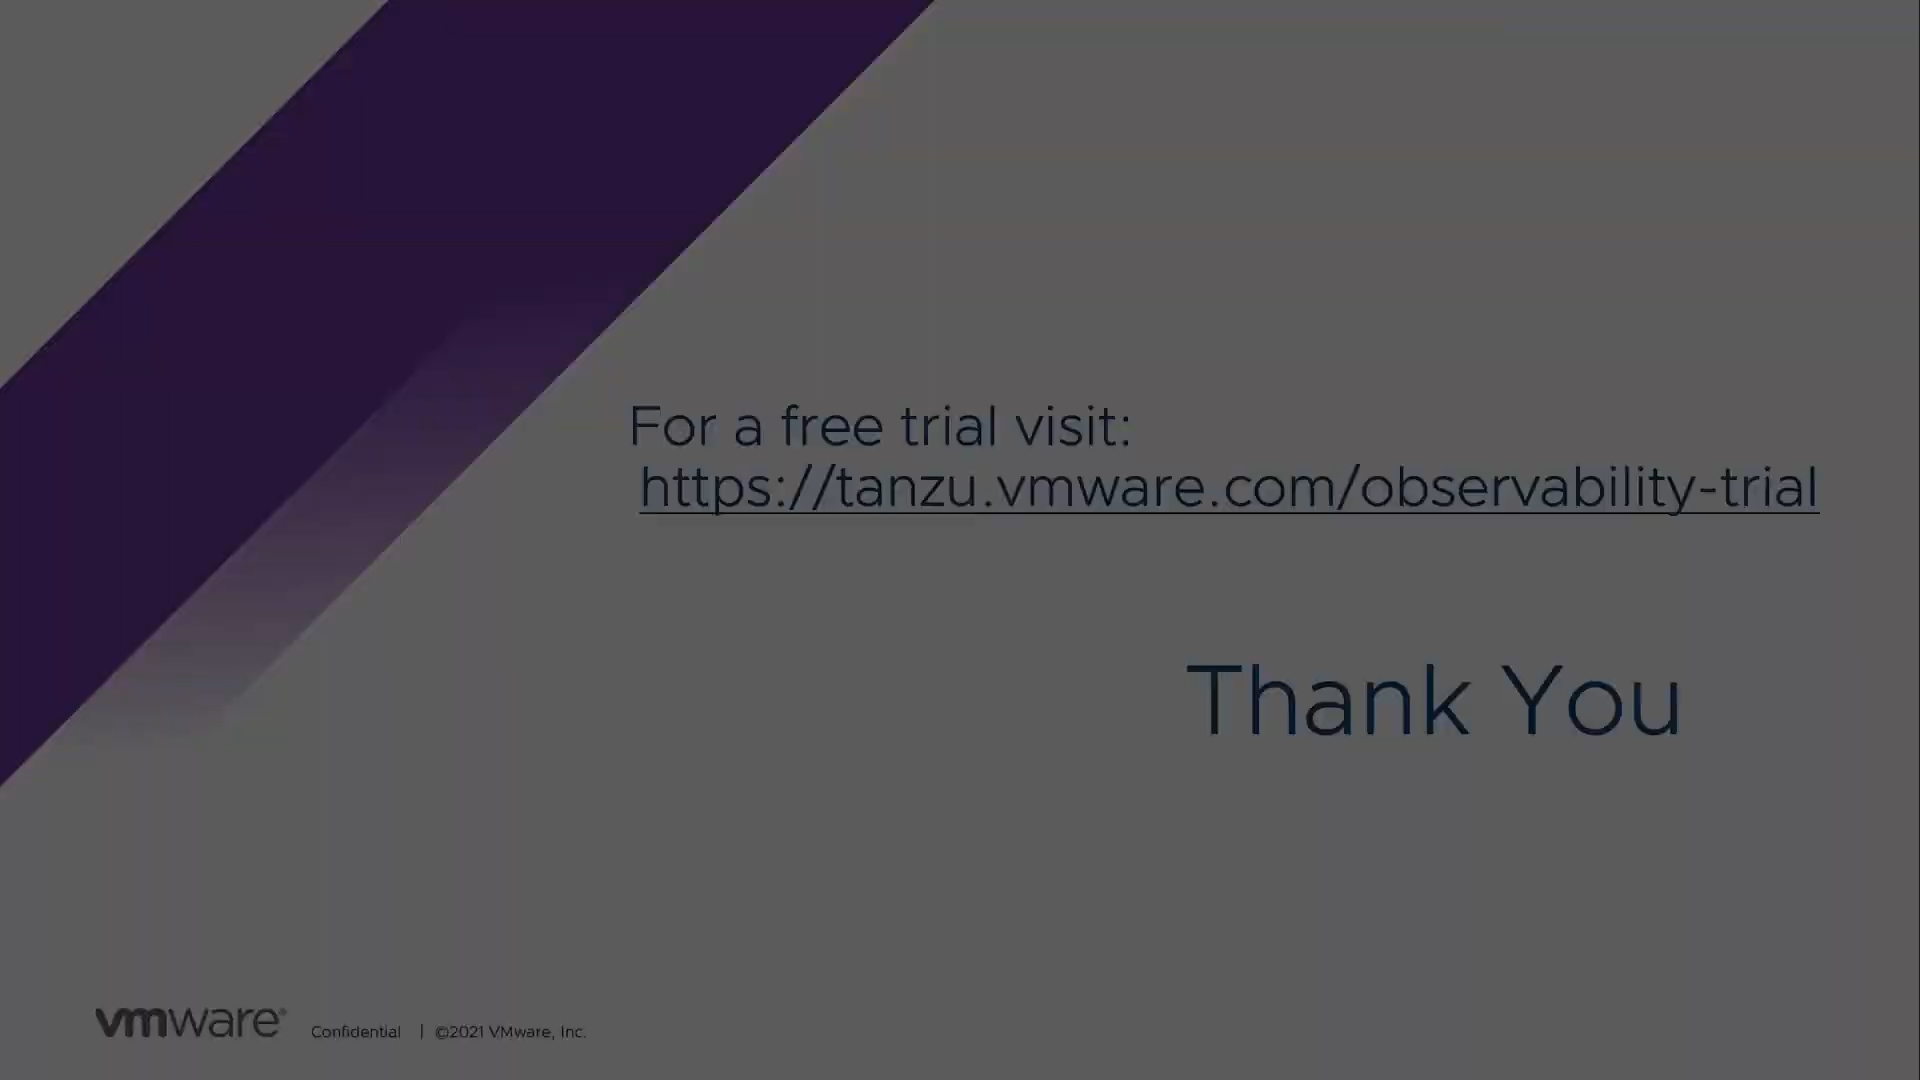 For a free trial visit:
https://tanzu.vmware.com/observability-trial
Thank You
vmware® Confidential | ©2021 VMware, Inc.